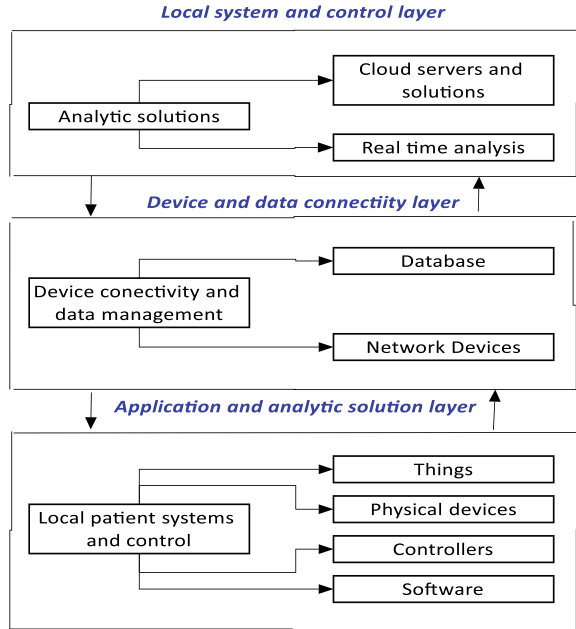 Local system and control layer
Cloud servers and
solutions
Analytic solutions
Real time analysis
Device and data connectiity layer
Database
Device conectivity and
data management
Network Devices
Application and analytic solution layer
Things
Physical devices
Local patient systems
and control
Controllers
Software